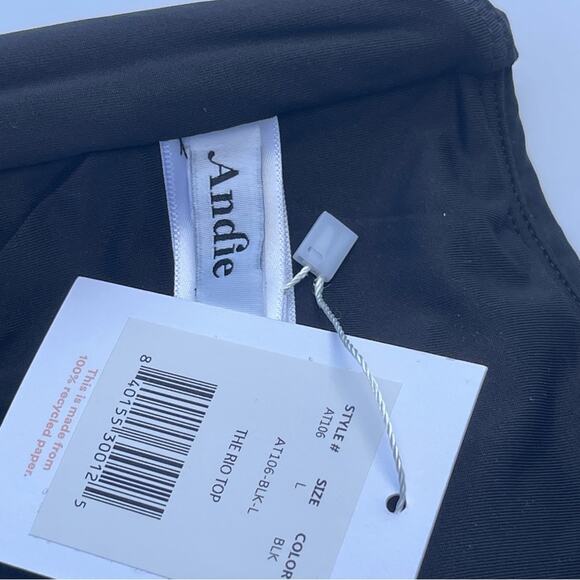 Andie
STYLE # SIZE COLOR
AT106 L BLK
AT106-BLK-L
THE RIO TOP
8 40155 30012 5
This is made from
100% recycled
paper.